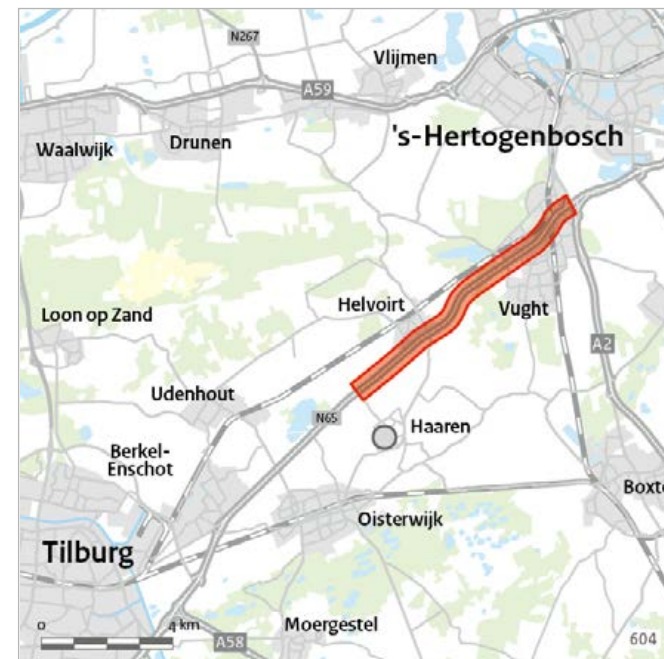 N267
Vlijmen
A59
Waalwijk
Drunen
's-Hertogenbosch
Loon op Zand
Helvoirt
Vught
A2
Udenhout
N65
Haaren
Berkel-
Enschot
Boxte
Oisterwijk
Tilburg
0
4 km
A58
Moergestel
604